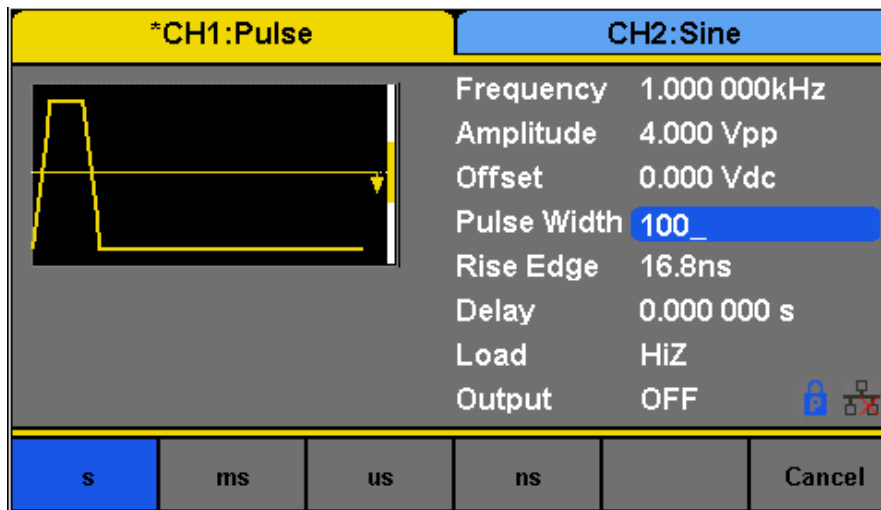 *CH1:Pulse
CH2:Sine
Frequency 1.000 000kHz
Amplitude 4.000 Vpp
Offset 0.000 Vdc
Pulse Width 100_
Rise Edge 16.8ns
Delay 0.000 000 s
Load HiZ
Output OFF
P
s ms us ns Cancel